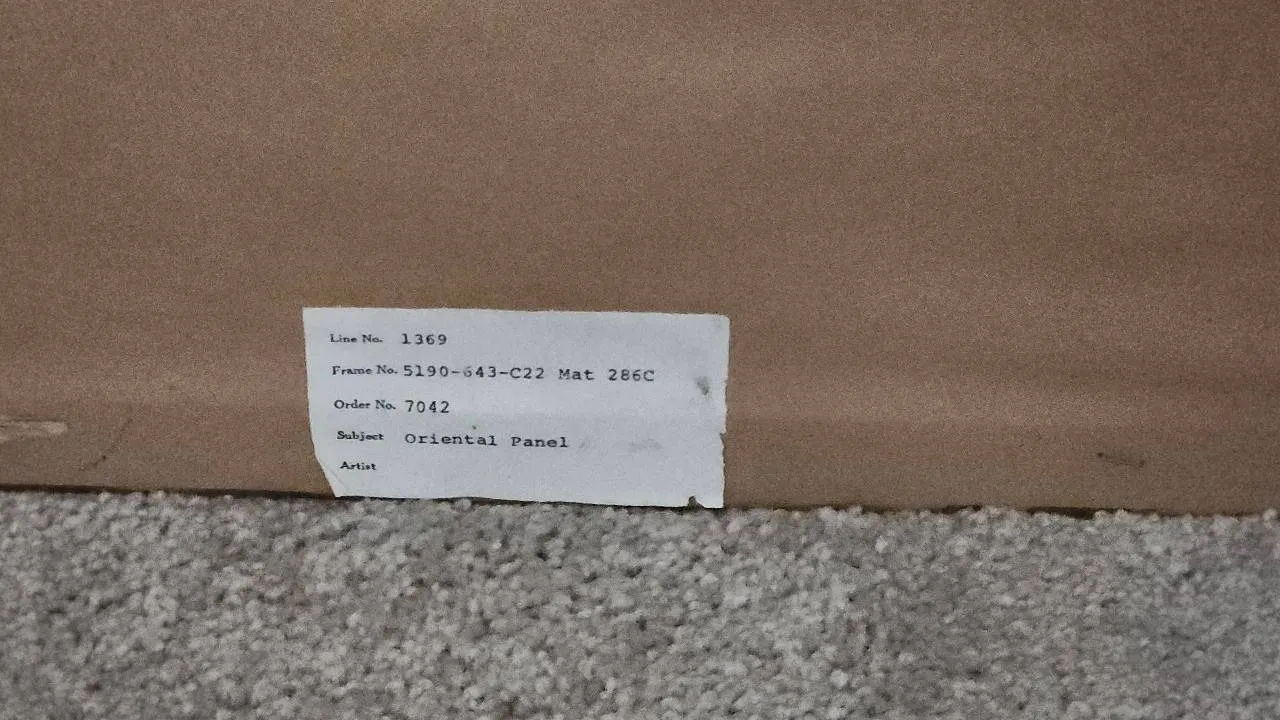 Line No. 1369
Frame No. 5190-643-C22 Mat 286C
Order No. 7042
Subject Oriental Panel
Artist